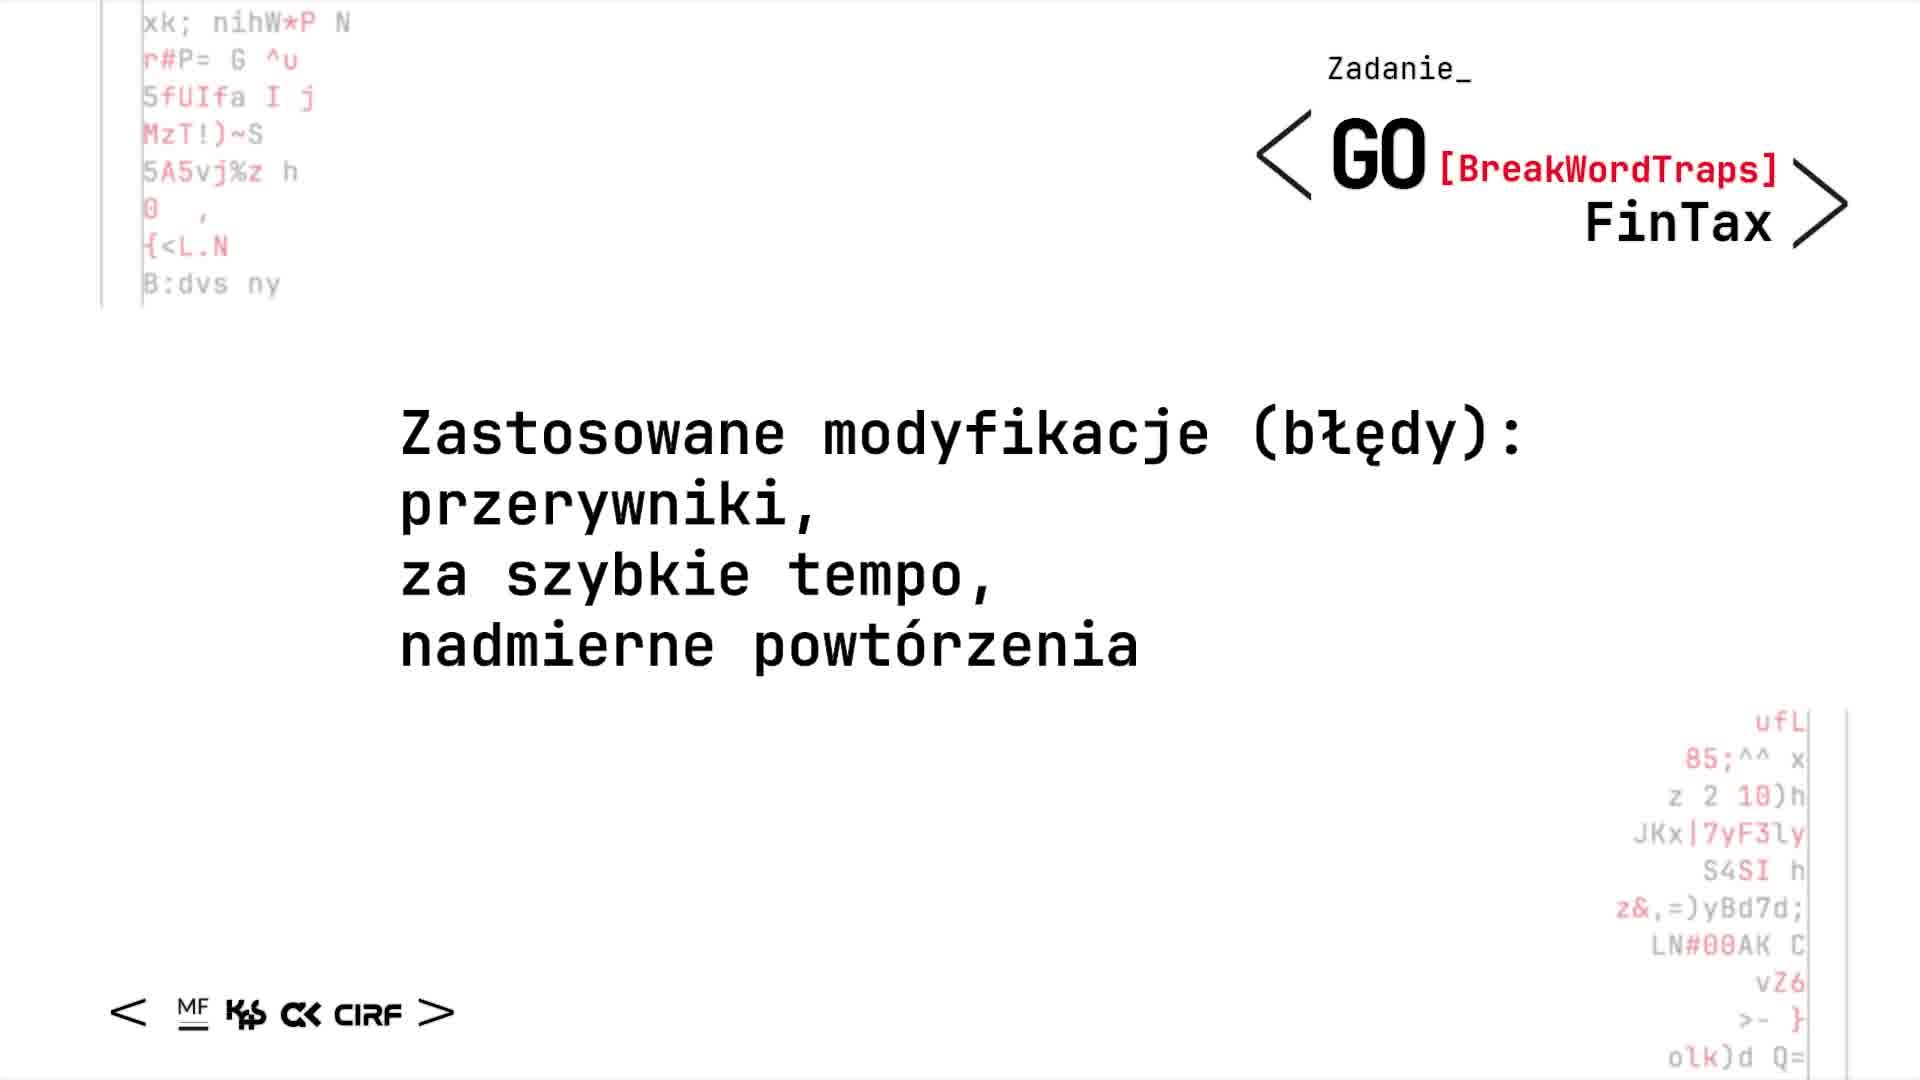 xk; nihW*P N
r#P= G ^u
5fUIfa I j
MzT!)~S
5A5vj%z h
0  ,
{<L.N
B:dvs ny
Zadanie_
<GO [BreakWordTraps]
FinTax>
Zastosowane modyfikacje (błędy):
przerywniki,
za szybkie tempo,
nadmierne powtórzenia
ufL
85;^^ x
z 2 10)h
JKx|7yF3ly
S4SI h
z&,=)yBd7d;
LN#00AK C
vZ6
>- }
olk)d Q=
< MF KAS CK CIRF >